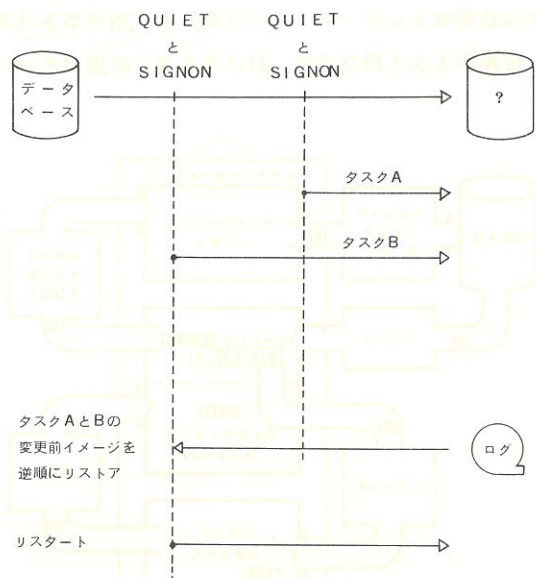 QUIET
と
SIGNON
QUIET
と
SIGNON
データ
ベース
?
タスクA
タスクB
タスクAとBの
変更前イメージを
逆順にリストア
ログ
リスタート